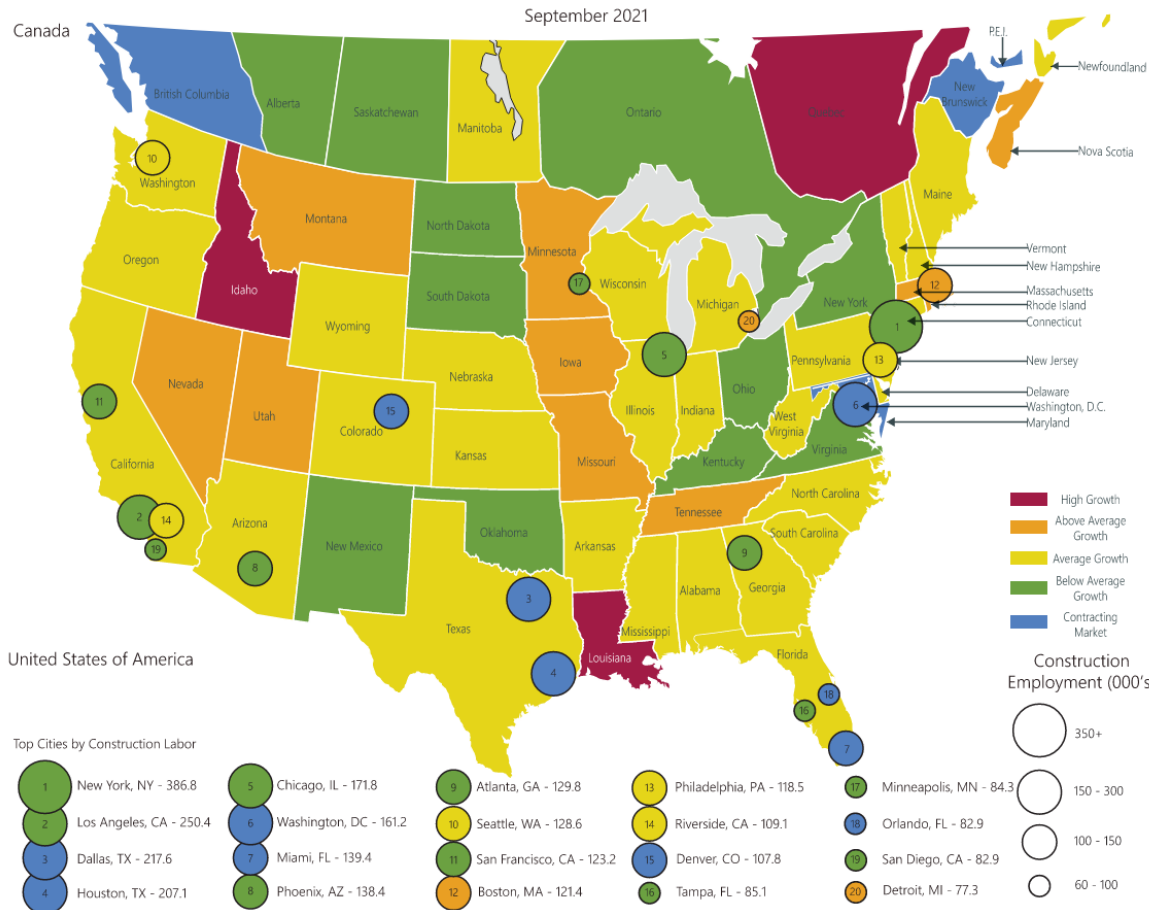 September 2021
Canada
P.E.I.
Newfoundland
British Columbia
Alberta
Saskatchewan
Manitoba
Ontario
Quebec
New
Brunswick
Nova Scotia
10
Washington
Montana
North Dakota
Minnesota
Maine
Oregon
Idaho
South Dakota
17
Wisconsin
Michigan
20
New York
Vermont
New Hampshire
12
Massachusetts
Rhode Island
1
Connecticut
Wyoming
5
Pennsylvania
13
New Jersey
Nevada
Utah
Nebraska
Iowa
Illinois
Indiana
Ohio
Delaware
11
15
Colorado
6
Washington, D.C.
West
Virginia
Maryland
California
Kansas
Missouri
Kentucky
Virginia
2
14
19
Arizona
8
New Mexico
Oklahoma
Arkansas
Tennessee
North Carolina
South Carolina
9
3
Texas
4
Louisiana
Mississippi
Alabama
Georgia
Florida
18
16
7
High Growth
Above Average
Growth
Average Growth
Below Average
Growth
Contracting
Market
United States of America
Construction
Employment (000's
350+
150 - 300
100 - 150
60 - 100
Top Cities by Construction Labor
1 New York, NY - 386.8
2 Los Angeles, CA - 250.4
3 Dallas, TX - 217.6
4 Houston, TX - 207.1
5 Chicago, IL - 171.8
6 Washington, DC - 161.2
7 Miami, FL - 139.4
8 Phoenix, AZ - 138.4
9 Atlanta, GA - 129.8
10 Seattle, WA - 128.6
11 San Francisco, CA - 123.2
12 Boston, MA - 121.4
13 Philadelphia, PA - 118.5
14 Riverside, CA - 109.1
15 Denver, CO - 107.8
16 Tampa, FL - 85.1
17 Minneapolis, MN - 84.3
18 Orlando, FL - 82.9
19 San Diego, CA - 82.9
20 Detroit, MI - 77.3